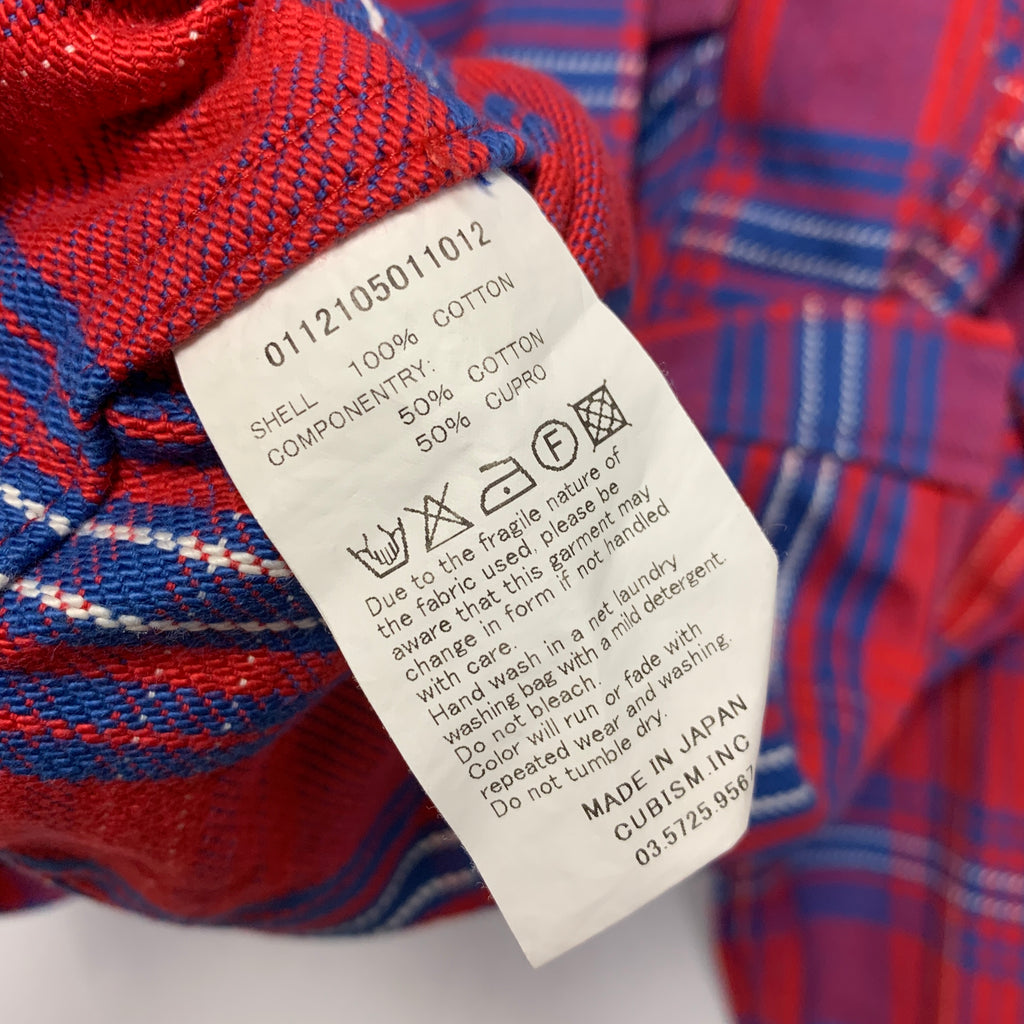 0112105011012
SHELL 100% COTTON
COMPONENTRY:
50% COTTON
50% CUPRO
F
Due to the fragile nature of
the fabric used, please be
aware that this garment may
change in form if not handled
with care.
Hand wash in a net laundry
washing bag with a mild detergent.
Do not bleach.
Color will run or fade with
repeated wear and washing.
Do not tumble dry.
MADE IN JAPAN
CUBISM.INC
03.5725.9567